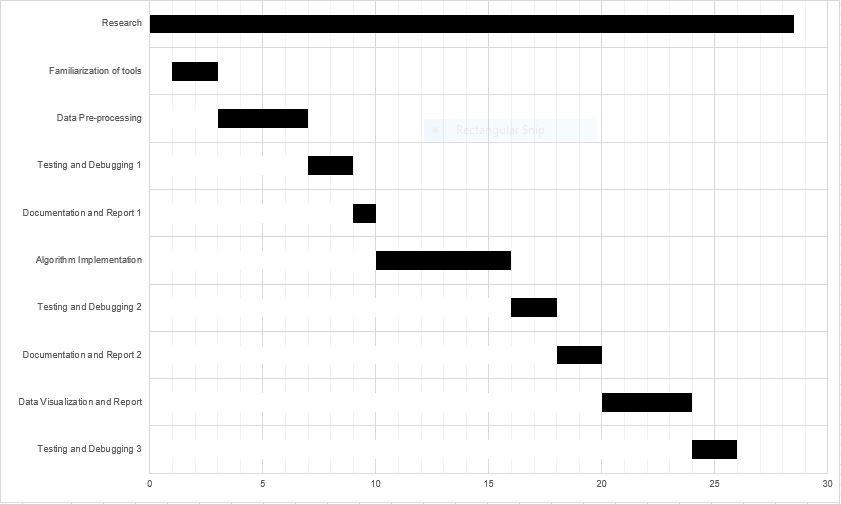 Research
Familiarization of tools
Data Pre-processing
Rectangular Snip
Testing and Debugging 1
Documentation and Report 1
Algorithm Implementation
Testing and Debugging 2
Documentation and Report 2
Data Visualization and Report
Testing and Debugging 3
0 5 10 15 20 25 30